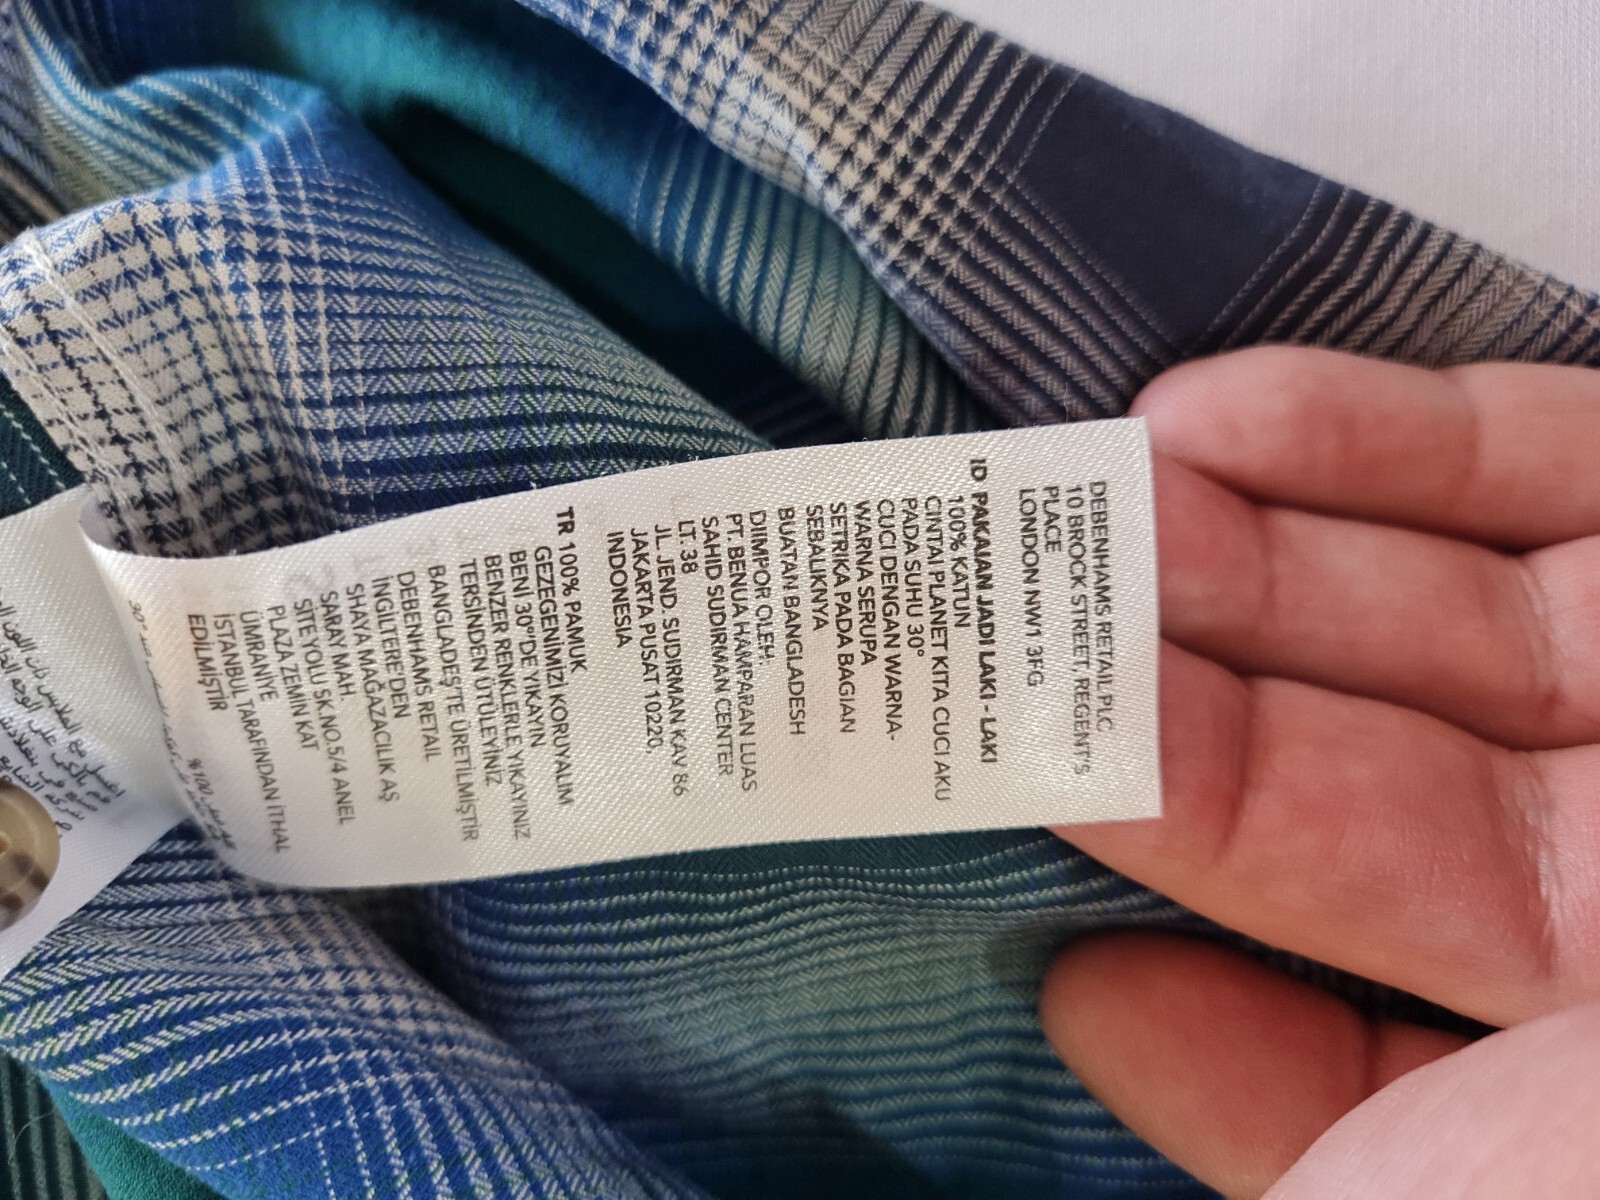 DEBENHAMS RETAIL PLC
10 BROCK STREET, REGENT'S
PLACE
LONDON NW1 3FG
ID PAKAIAN JADI LAKI - LAKI
100% KATUN
CINTAI PLANET KITA CUCI AKU
PADA SUHU 30°
CUCI DENGAN WARNA-
WARNA SERUPA
SETRIKA PADA BAGIAN
SEBALIKNYA
BUATAN BANGLADESH
DIIMPOR OLEH:
PT. BENUA HAMPARAN LUAS
SAHID SUDIRMAN CENTER
LT. 38
JL. JEND. SUDIRMAN KAV 86
JAKARTA PUSAT 10220,
INDONESIA
TR 100% PAMUK
GEZEGENİMİZİ KORUYALIM
BENİ 30°'DE YIKAYIN
BENZER RENKLERLE YIKAYINIZ
TERSİNDEN ÜTÜLEYİNİZ
BANGLADEŞ'TE ÜRETİLMİŞTİR
DEBENHAMS RETAIL
İNGİLTERE'DEN
SHAYA MAĞAZACILIK AŞ
SARAY MAH.
SİTE YOLU SK.NO.5/4 ANEL
PLAZA ZEMİN KAT
ÜMRANİYE
İSTANBUL TARAFINDAN İTHAL
EDİLMİŞTİR
%100
30°